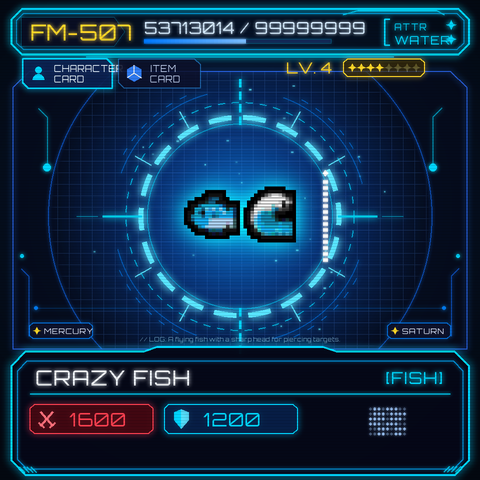 FM-507
53713014 / 99999999
ATTR
WATER
CHARACTER
CARD
ITEM
CARD
LV. 4
MERCURY
SATURN
// LOG: A flying fish with a sharp head for piercing targets.
CRAZY FISH
[FISH]
1600
1200